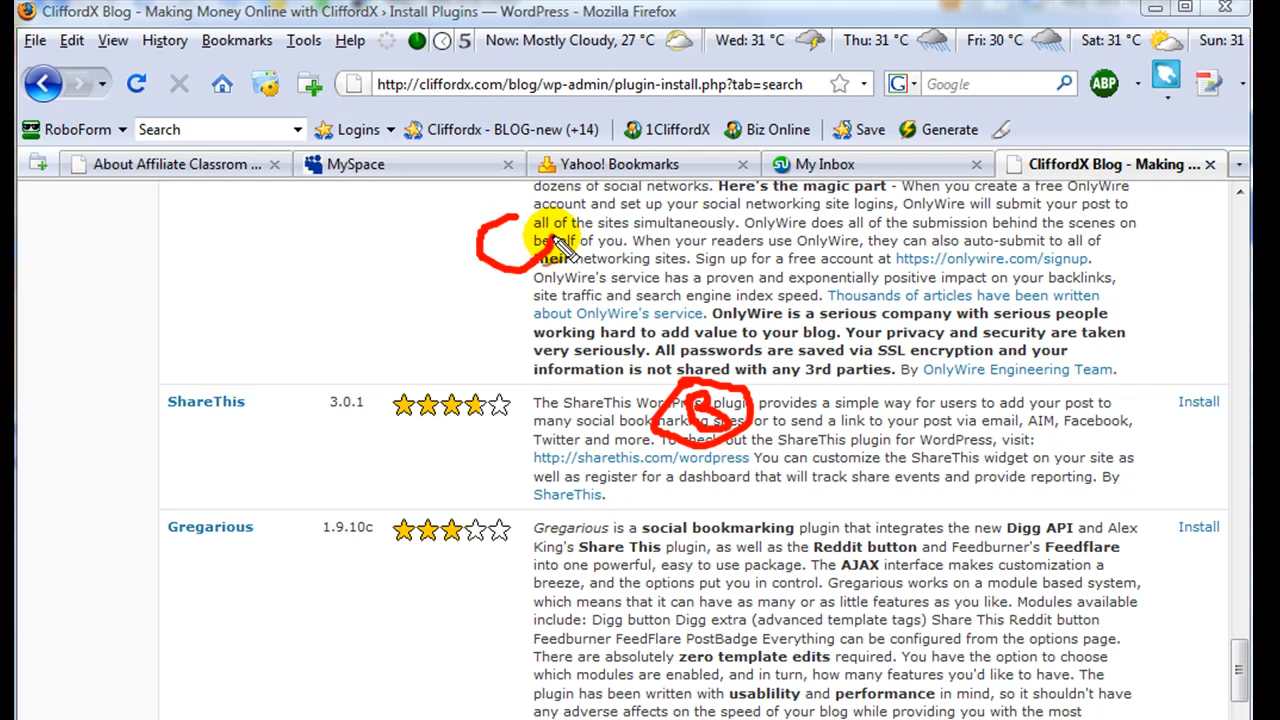 CliffordX Blog - Making Money Online with CliffordX › Install Plugins — WordPress - Mozilla Firefox
File Edit View History Bookmarks Tools Help 5 Now: Mostly Cloudy, 27 °C Wed: 31 °C Thu: 31 °C Fri: 30 °C Sat: 31 °C Sun: 31
http://cliffordx.com/blog/wp-admin/plugin-install.php?tab=search G Google ABP
RoboForm Search Logins Cliffordx - BLOG-new (+14) 1CliffordX Biz Online Save Generate
About Affiliate Classrom ... MySpace Yahoo! Bookmarks My Inbox CliffordX Blog - Making ...
dozens of social networks. Here's the magic part - When you create a free OnlyWire
account and set up your social networking site logins, OnlyWire will submit your post to
all of the sites simultaneously. OnlyWire does all of the submission behind the scenes on
behalf of you. When your readers use OnlyWire, they can also auto-submit to all of
their networking sites. Sign up for a free account at https://onlywire.com/signup.
OnlyWire's service has a proven and exponentially positive impact on your backlinks,
site traffic and search engine index speed. Thousands of articles have been written
about OnlyWire's service. OnlyWire is a serious company with serious people
working hard to add value to your blog. Your privacy and security are taken
very seriously. All passwords are saved via SSL encryption and your
information is not shared with any 3rd parties. By OnlyWire Engineering Team.
ShareThis 3.0.1 The ShareThis WordPress plugin provides a simple way for users to add your post to Install
many social bookmarking sites, or to send a link to your post via email, AIM, Facebook,
Twitter and more. To check out the ShareThis plugin for WordPress, visit:
http://sharethis.com/wordpress You can customize the ShareThis widget on your site as
well as register for a dashboard that will track share events and provide reporting. By
ShareThis.
Gregarious 1.9.10c Gregarious is a social bookmarking plugin that integrates the new Digg API and Alex Install
King's Share This plugin, as well as the Reddit button and Feedburner's Feedflare
into one powerful, easy to use package. The AJAX interface makes customization a
breeze, and the options put you in control. Gregarious works on a module based system,
which means that it can have as many or as little features as you like. Modules available
include: Digg button Digg extra (advanced template tags) Share This Reddit button
Feedburner FeedFlare PostBadge Everything can be configured from the options page.
There are absolutely zero template edits required. You have the option to choose
which modules are enabled, and in turn, how many features you'd like to have. The
plugin has been written with usablility and performance in mind, so it shouldn't have
any adverse affects on the speed of your blog while providing you with the most